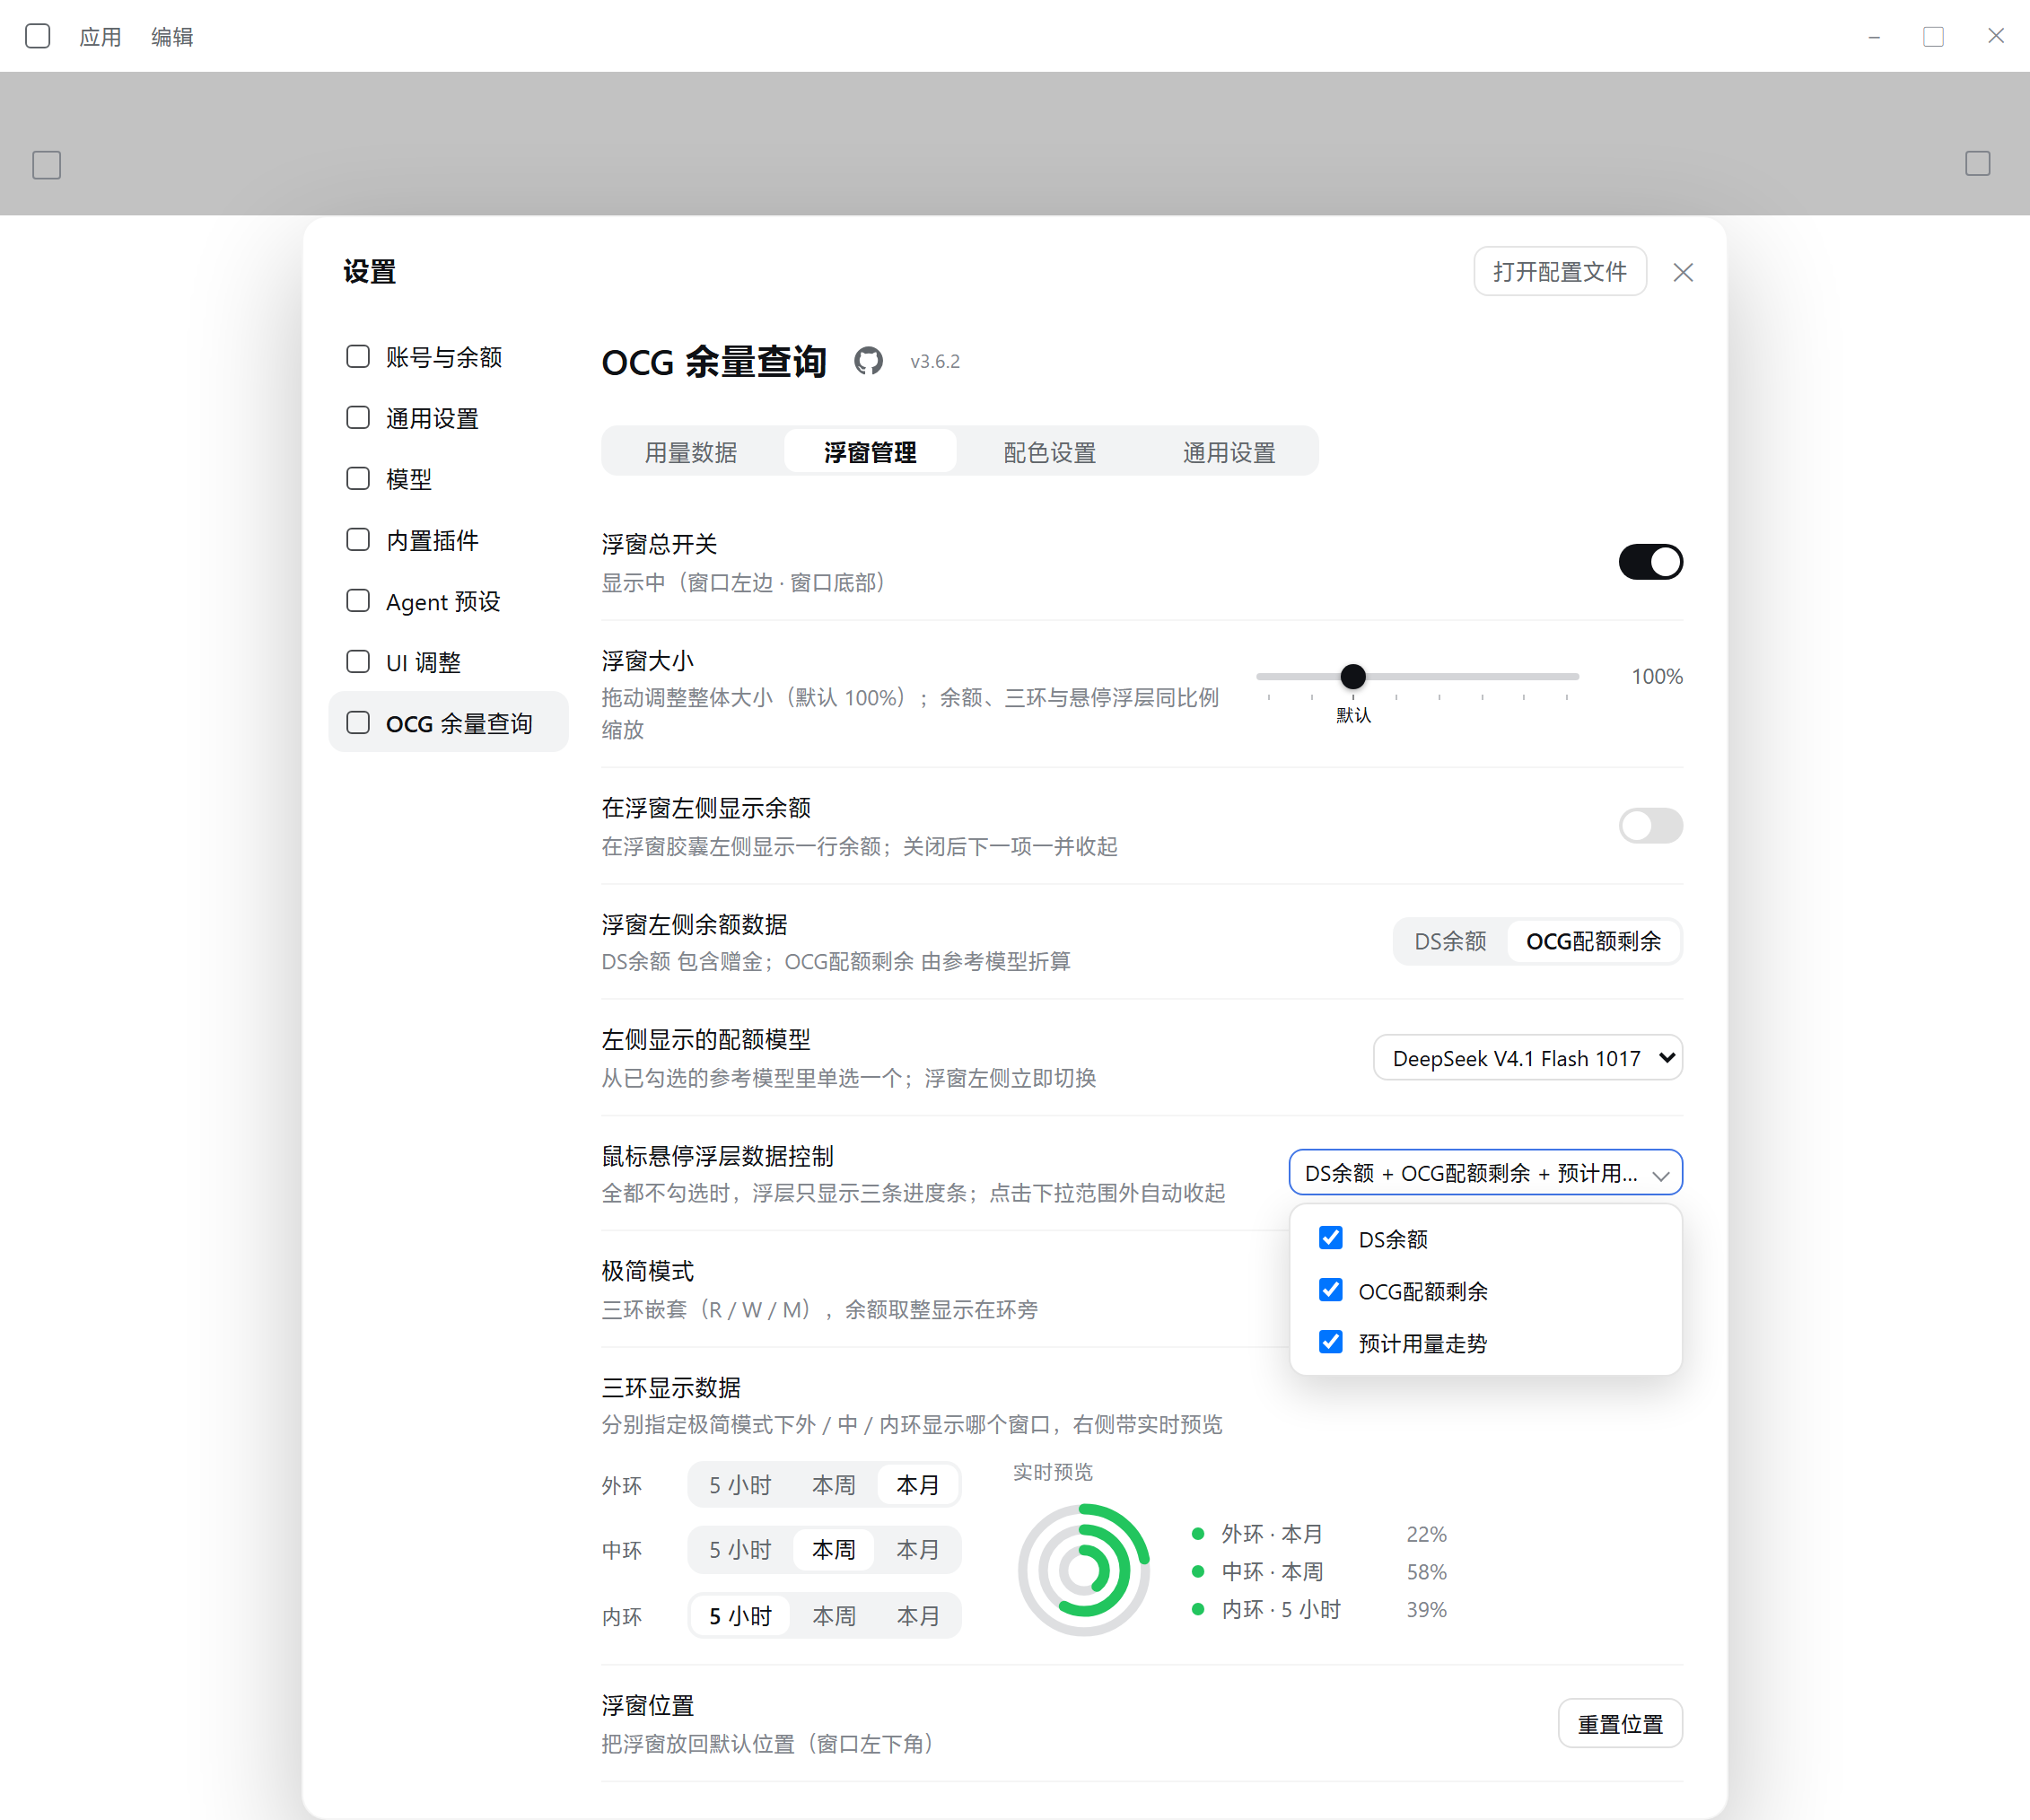 应用 编辑
设置
打开配置文件
账号与余额
通用设置
模型
内置插件
Agent 预设
UI 调整
OCG 余量查询
OCG 余量查询 v3.6.2
用量数据 浮窗管理 配色设置 通用设置
浮窗总开关
显示中（窗口左边 · 窗口底部）
浮窗大小
拖动调整整体大小（默认 100%）；余额、三环与悬停浮层同比例
缩放
100%
默认
在浮窗左侧显示余额
在浮窗胶囊左侧显示一行余额；关闭后下一项一并收起
浮窗左侧余额数据
DS余额 包含赠金；OCG配额剩余 由参考模型折算
DS余额 OCG配额剩余
左侧显示的配额模型
从已勾选的参考模型里单选一个；浮窗左侧立即切换
DeepSeek V4.1 Flash 1017
鼠标悬停浮层数据控制
全都不勾选时，浮层只显示三条进度条；点击下拉范围外自动收起
DS余额 + OCG配额剩余 + 预计用...
DS余额
OCG配额剩余
预计用量走势
极简模式
三环嵌套（R / W / M），余额取整显示在环旁
三环显示数据
分别指定极简模式下外 / 中 / 内环显示哪个窗口，右侧带实时预览
外环 5 小时 本周 本月
中环 5 小时 本周 本月
内环 5 小时 本周 本月
实时预览
外环 · 本月 22%
中环 · 本周 58%
内环 · 5 小时 39%
浮窗位置
把浮窗放回默认位置（窗口左下角）
重置位置